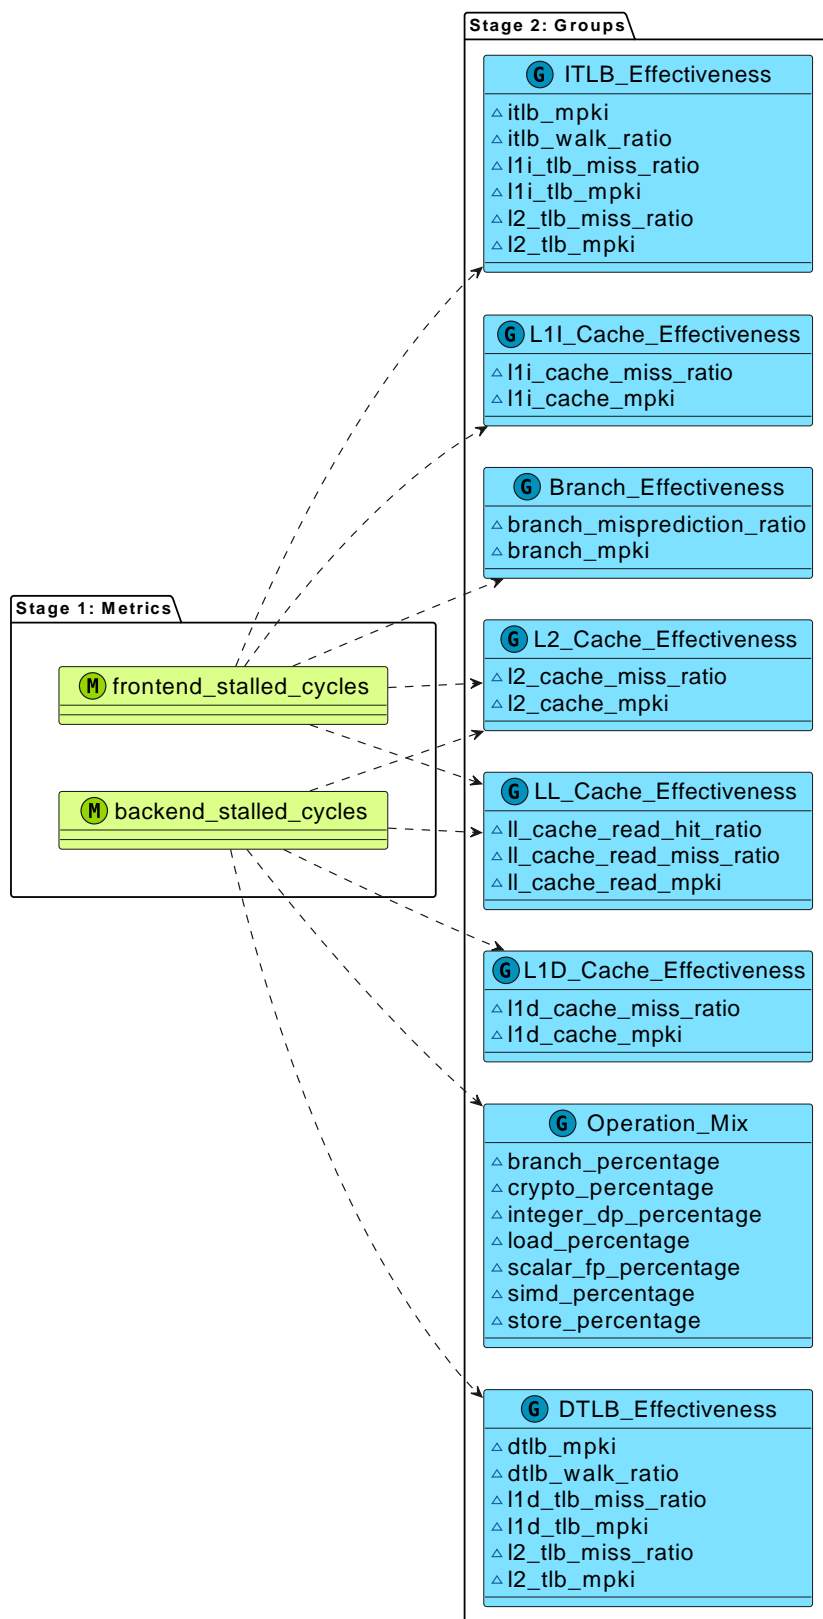 Stage 2: Groups
G ITLB_Effectiveness
itlb_mpki
itlb_walk_ratio
l1i_tlb_miss_ratio
l1i_tlb_mpki
l2_tlb_miss_ratio
l2_tlb_mpki
G L1I_Cache_Effectiveness
l1i_cache_miss_ratio
l1i_cache_mpki
G Branch_Effectiveness
branch_misprediction_ratio
branch_mpki
Stage 1: Metrics
M frontend_stalled_cycles
M backend_stalled_cycles
G L2_Cache_Effectiveness
l2_cache_miss_ratio
l2_cache_mpki
G LL_Cache_Effectiveness
ll_cache_read_hit_ratio
ll_cache_read_miss_ratio
ll_cache_read_mpki
G L1D_Cache_Effectiveness
l1d_cache_miss_ratio
l1d_cache_mpki
G Operation_Mix
branch_percentage
crypto_percentage
integer_dp_percentage
load_percentage
scalar_fp_percentage
simd_percentage
store_percentage
G DTLB_Effectiveness
dtlb_mpki
dtlb_walk_ratio
l1d_tlb_miss_ratio
l1d_tlb_mpki
l2_tlb_miss_ratio
l2_tlb_mpki